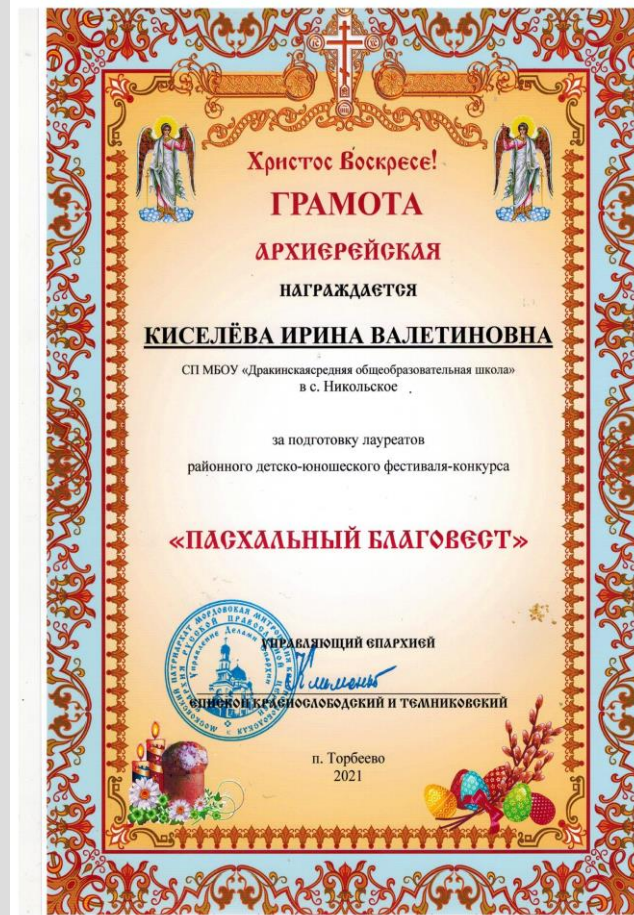 Христос Воскресе!
ГРАМОТА
АРХИЕРЕЙСКАЯ
НАГРАЖДАЕТСЯ
КИСЕЛЁВА ИРИНА ВАЛЕТИНОВНА
СП МБОУ «Дракинскаясредняя общеобразовательная школа»
в с. Никольское
за подготовку лауреатов
районного детско-юношеского фестиваля-конкурса
«ПАСХАЛЬНЫЙ БЛАГОВЕСТ»
УПРАВЛЯЮЩИЙ ЕПАРХИЕЙ
ЕПИСКОП КРАСНОСЛОБОДСКИЙ И ТЕМНИКОВСКИЙ
п. Торбеево
2021